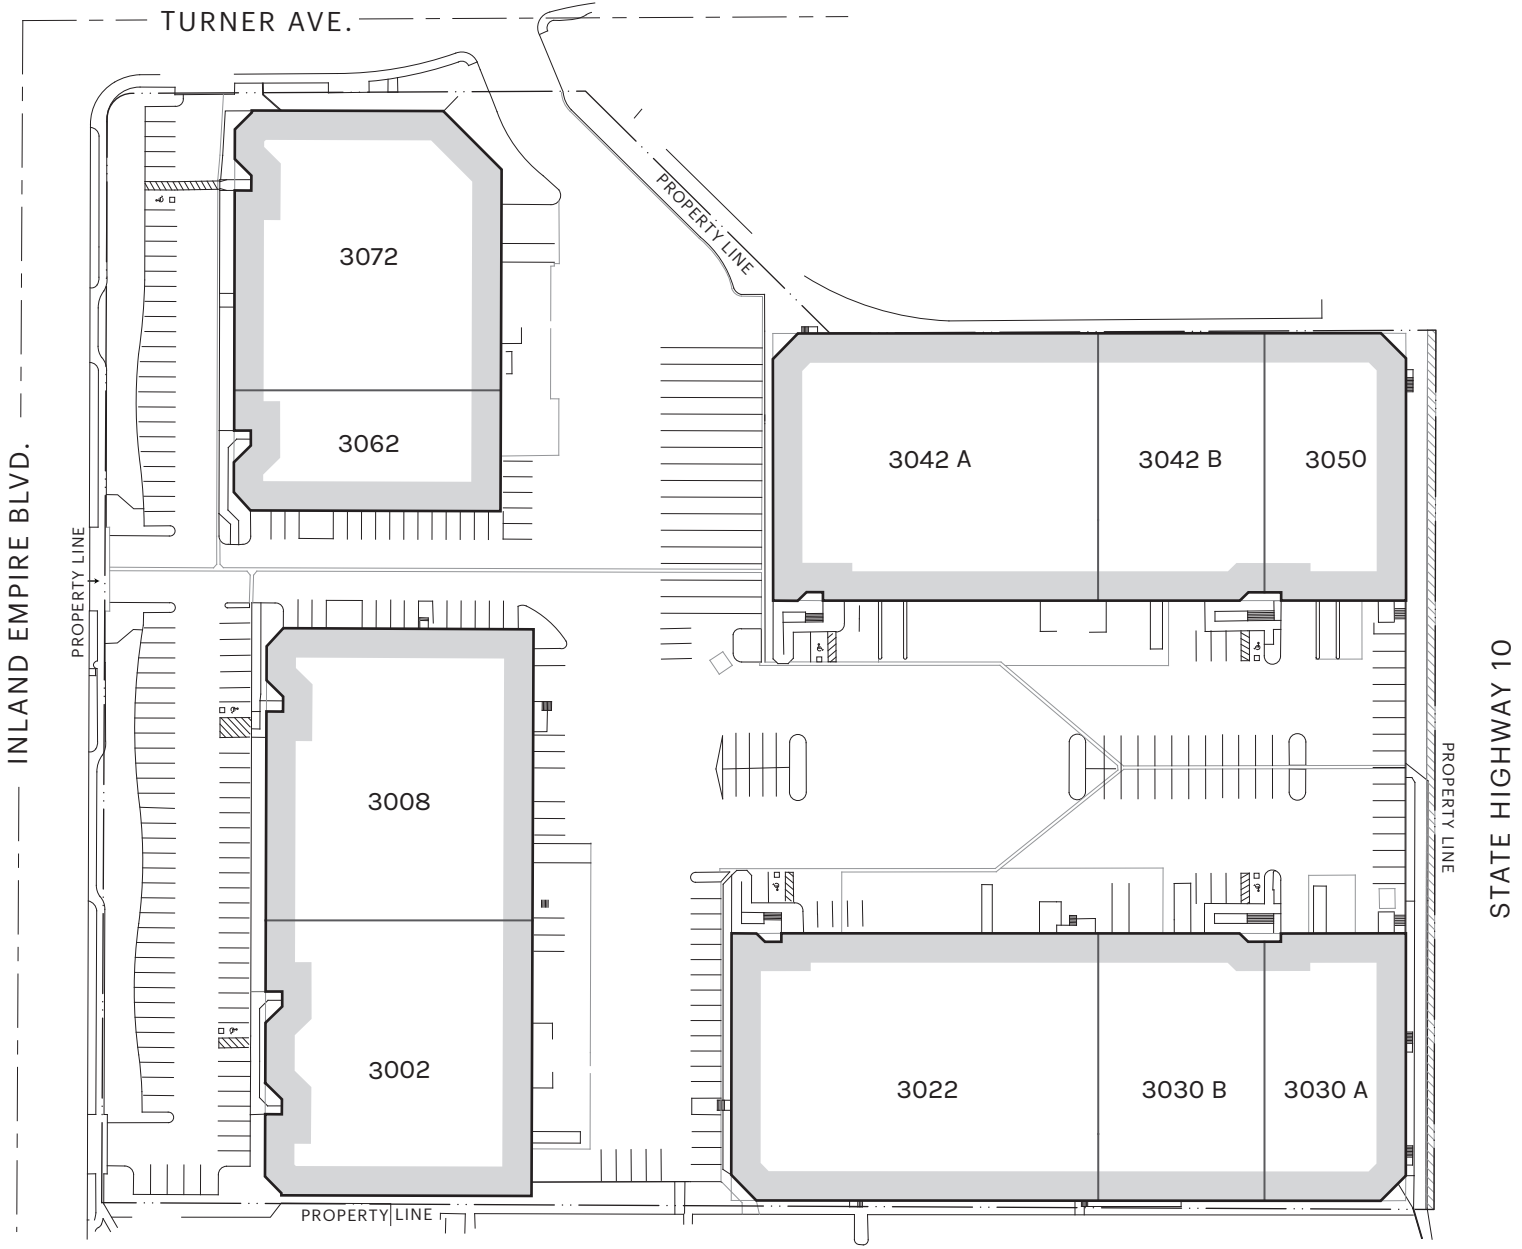 TURNER AVE.
PROPERTY LINE
3072
3062
3042 A
3042 B
3050
INLAND EMPIRE BLVD.
PROPERTY LINE
3008
3002
PROPERTY LINE
STATE HIGHWAY 10
3022
3030 B
3030 A
PROPERTY LINE